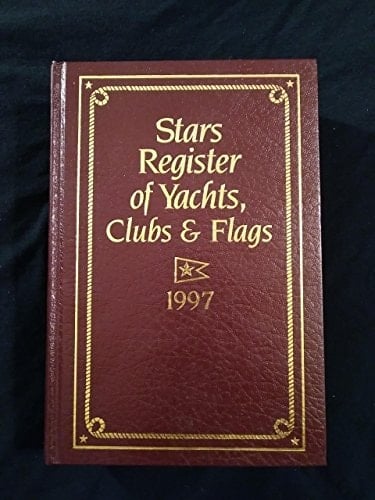 Stars
Register
of Yachts,
Clubs & Flags
1997